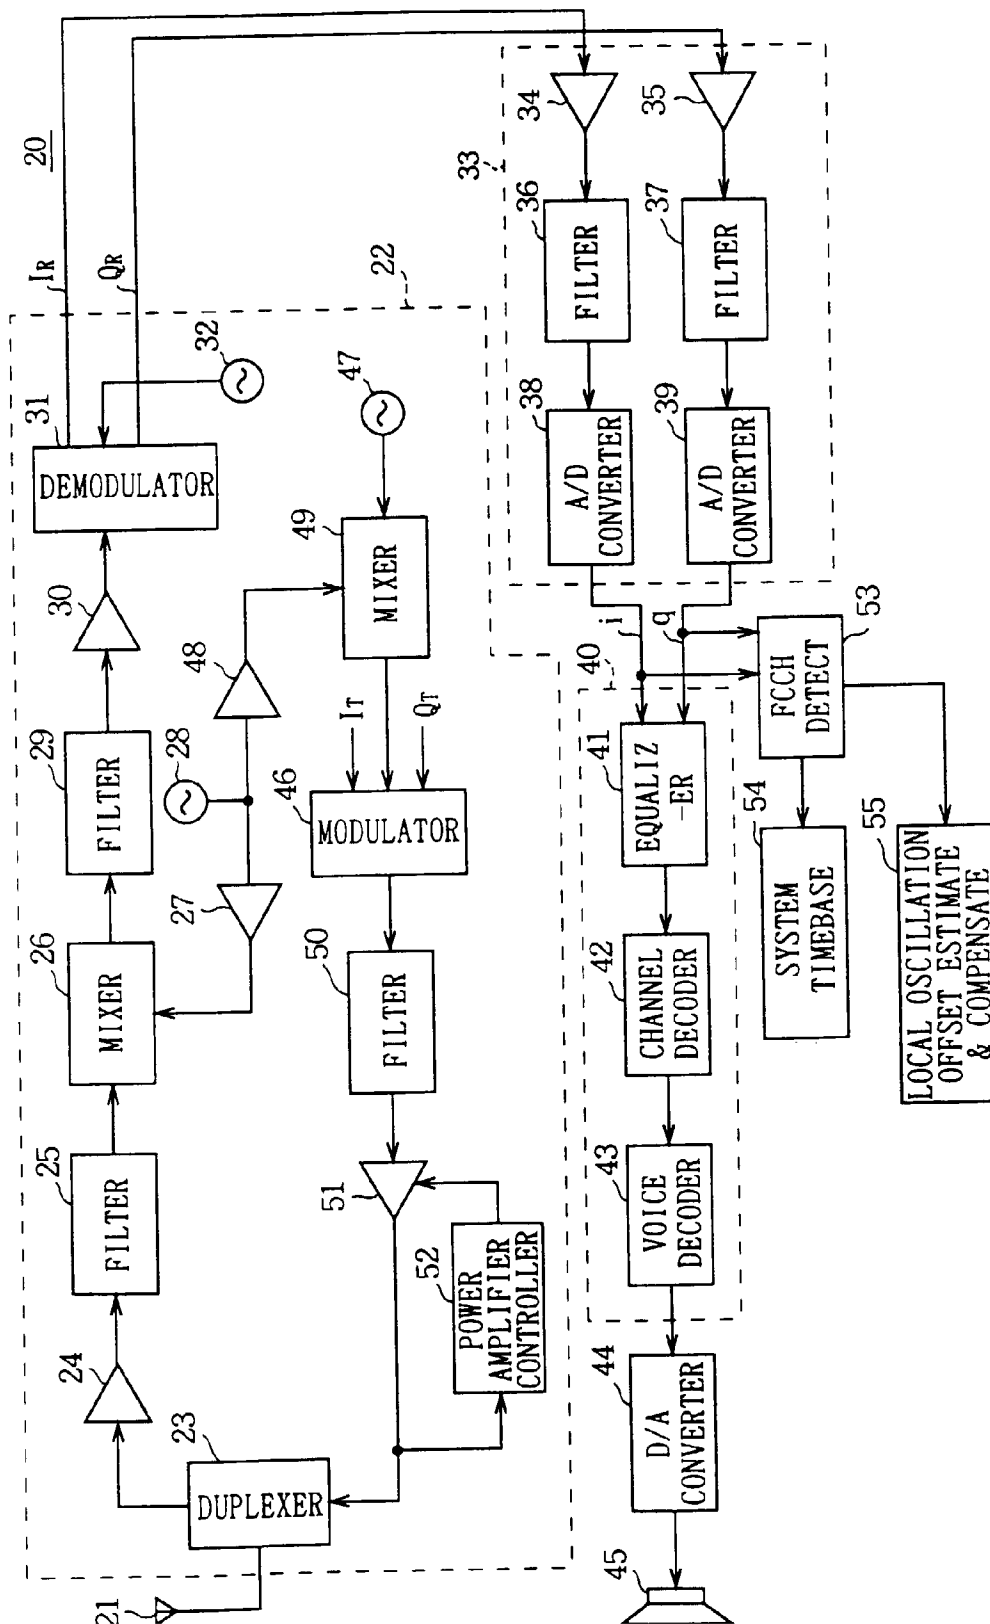 20
22
21
23
DUPLEXER
24
25
FILTER
26
MIXER
27
28
29
FILTER
30
31
DEMODULATOR
32
IR
QR
47
48
49
MIXER
IT
QT
46
MODULATOR
50
FILTER
51
52
POWER
AMPLIFIER
CONTROLLER
33
34
35
36
FILTER
37
FILTER
38
A/D
CONVERTER
39
A/D
CONVERTER
i
q
40
41
EQUALIZ
-ER
42
CHANNEL
DECODER
43
VOICE
DECODER
44
D/A
CONVERTER
45
53
FCCH
DETECT
54
SYSTEM
TIMEBASE
55
LOCAL OSCILLATION
OFFSET ESTIMATE
& COMPENSATE